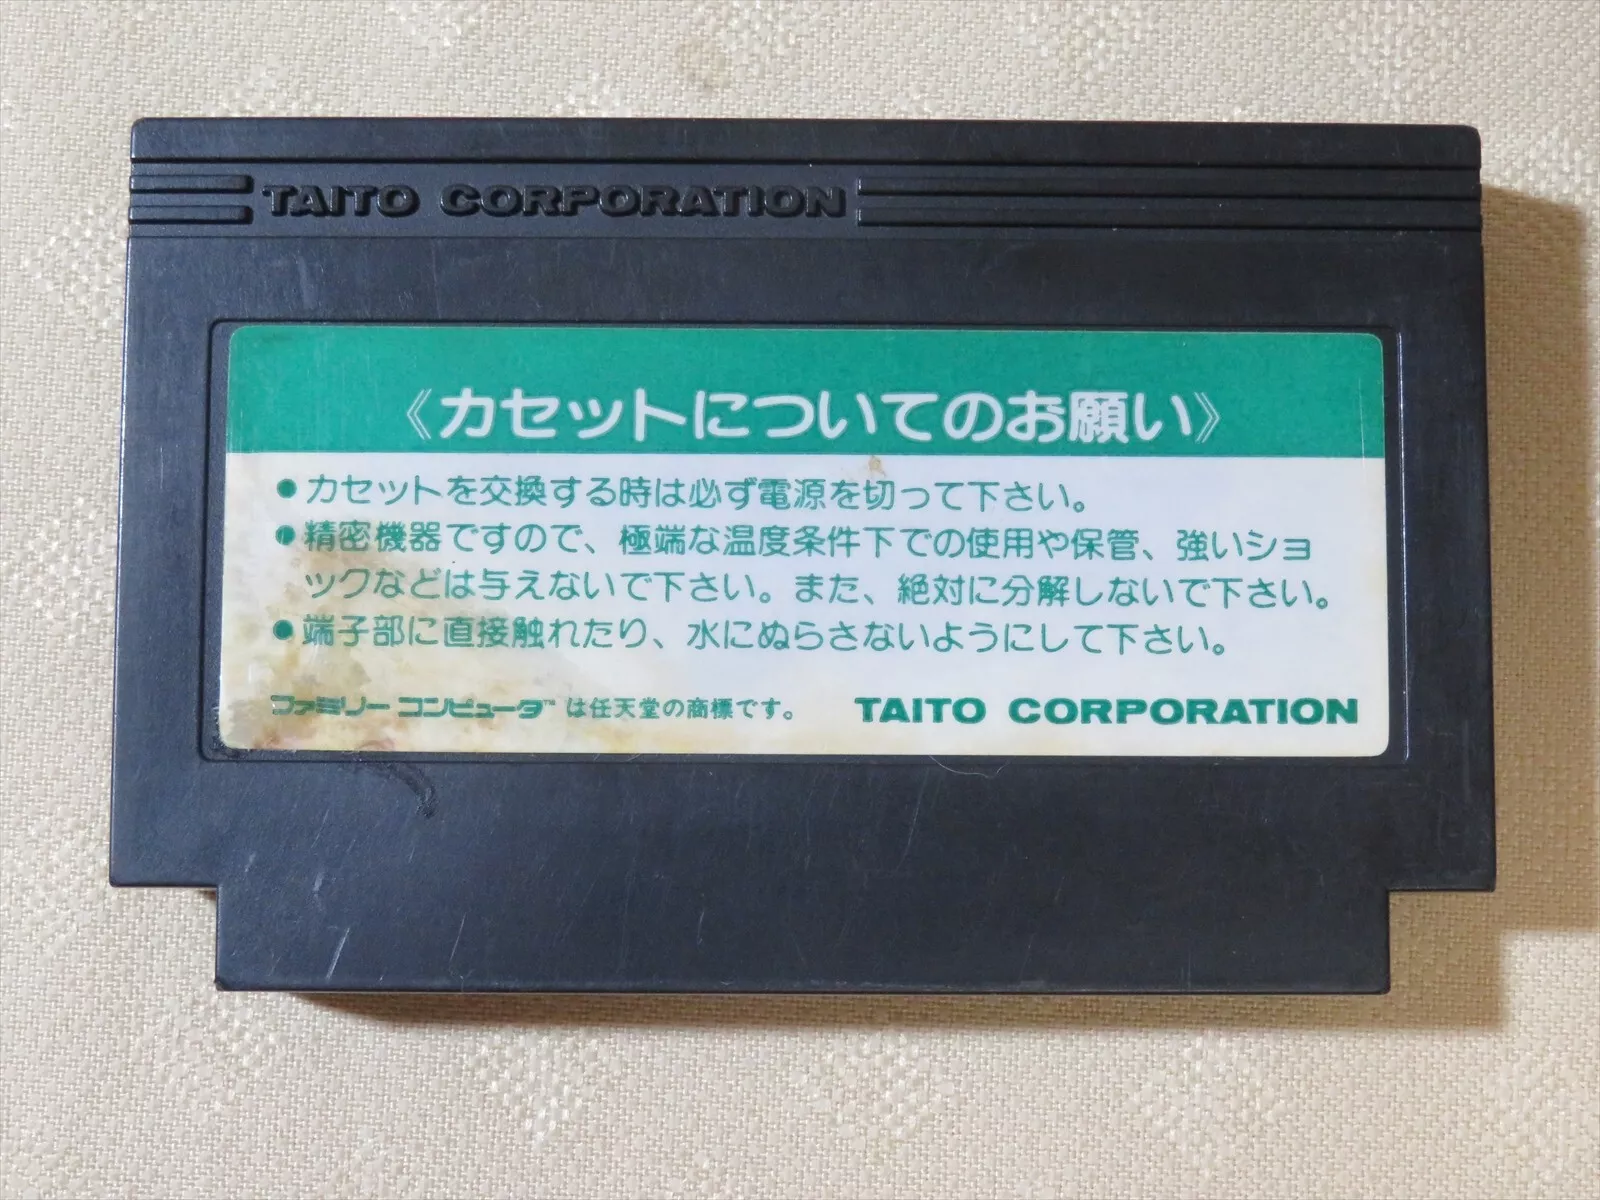 TAITO CORPORATION
《カセットについてのお願い》
●カセットを交換する時は必ず電源を切って下さい。
●精密機器ですので、極端な温度条件下での使用や保管、強いショ
ックなどは与えないで下さい。また、絶対に分解しないで下さい。
●端子部に直接触れたり、水にぬらさないようにして下さい。
ファミリーコンピュータ™は任天堂の商標です。 TAITO CORPORATION